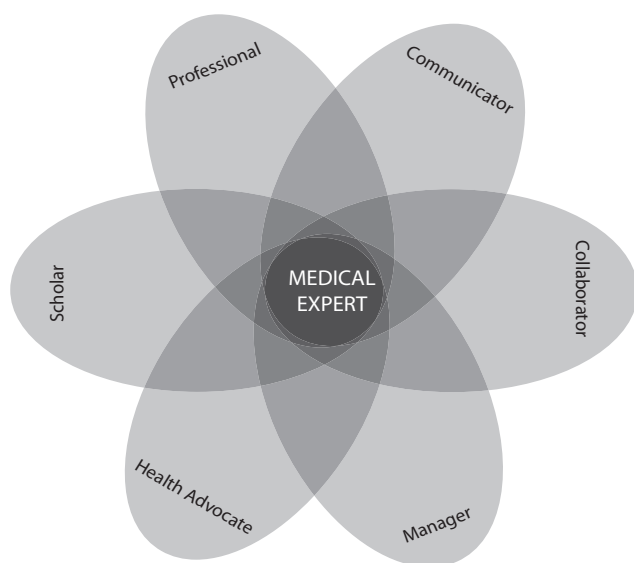 Professional
Communicator
Scholar
MEDICAL
EXPERT
Collaborator
Health Advocate
Manager